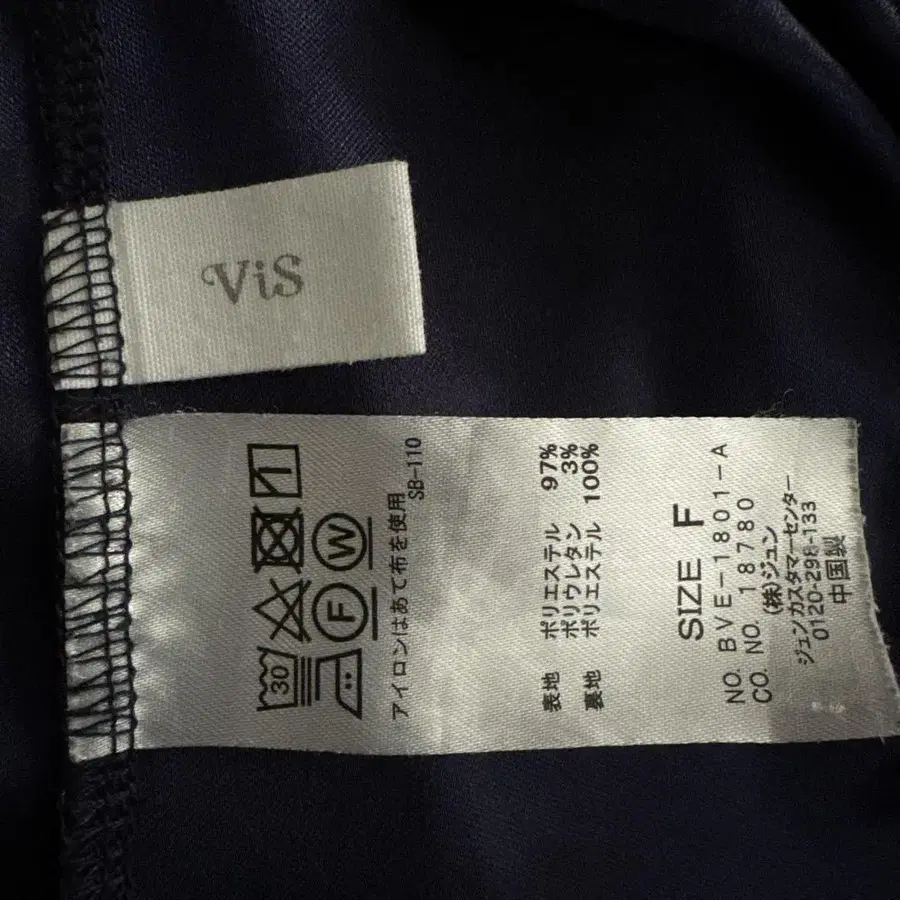 ViS
30
F
W
アイロンはあて布を使用
SB-110
表地 ポリエステル 97%
ポリウレタン 3%
裏地 ポリエステル 100%
SIZE F
NO. BVE-1801-A
CO. NO. 18780
(株)ジュン
ジュンカスタマーセンター
0120-298-133
中国製